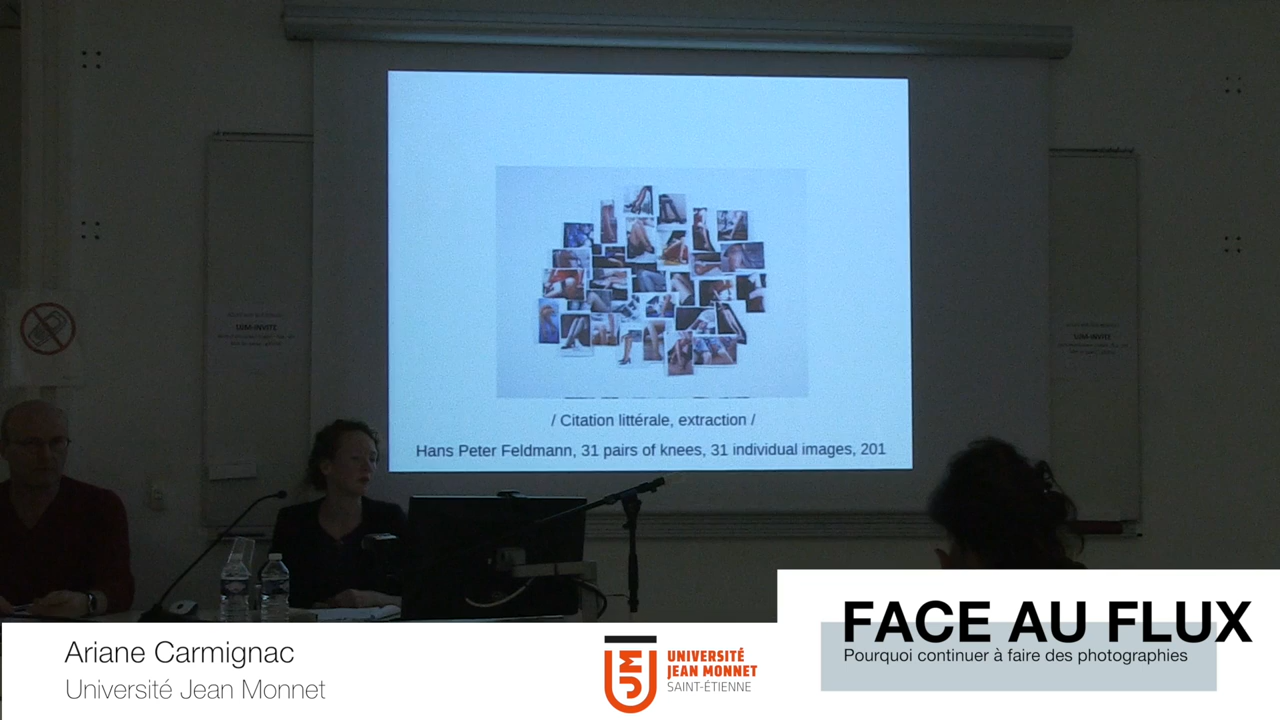 / Citation littérale, extraction /
Hans Peter Feldmann, 31 pairs of knees, 31 individual images, 201
Ariane Carmignac
Université Jean Monnet
UNIVERSITÉ
JEAN MONNET
SAINT-ÉTIENNE
FACE AU FLUX
Pourquoi continuer à faire des photographies